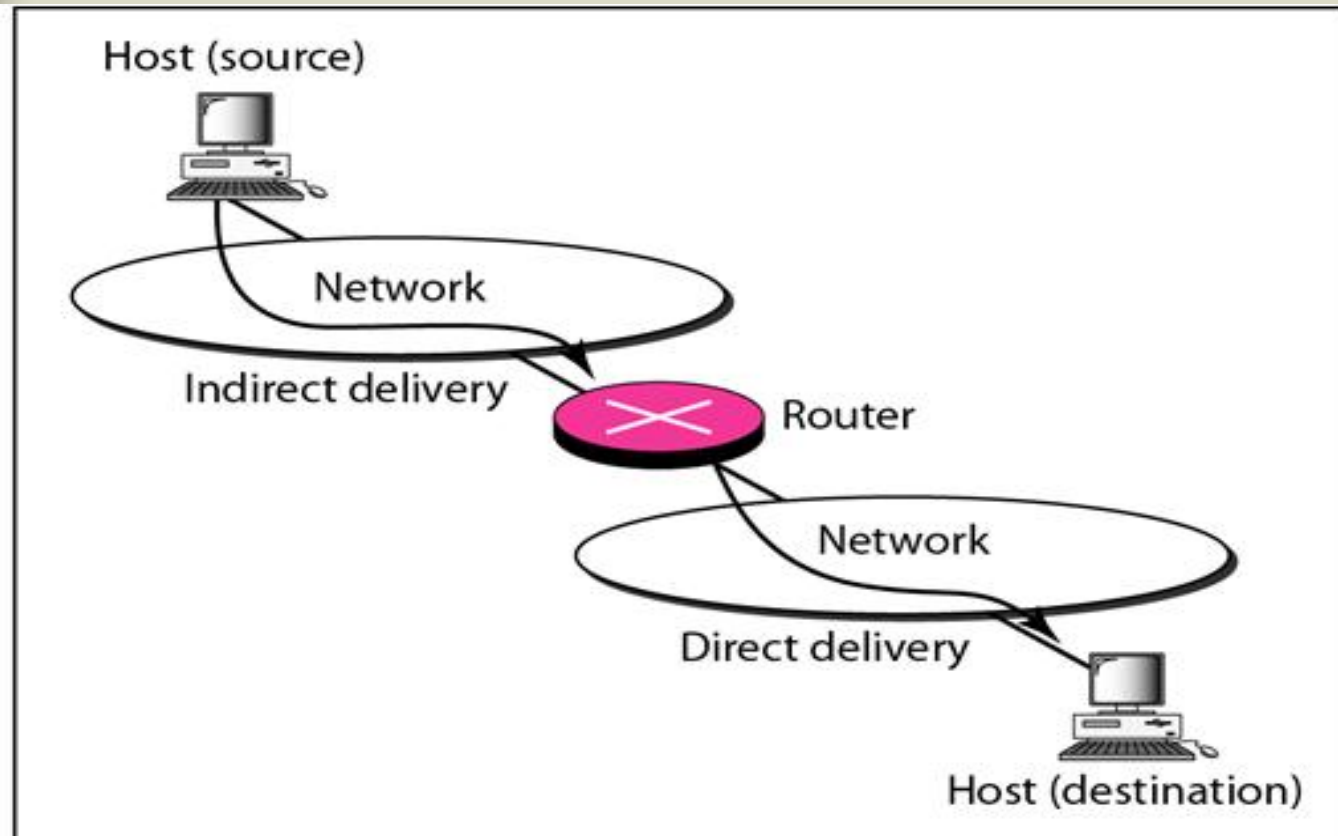 Host (source)
Network
Indirect delivery
Router
Network
Direct delivery
Host (destination)